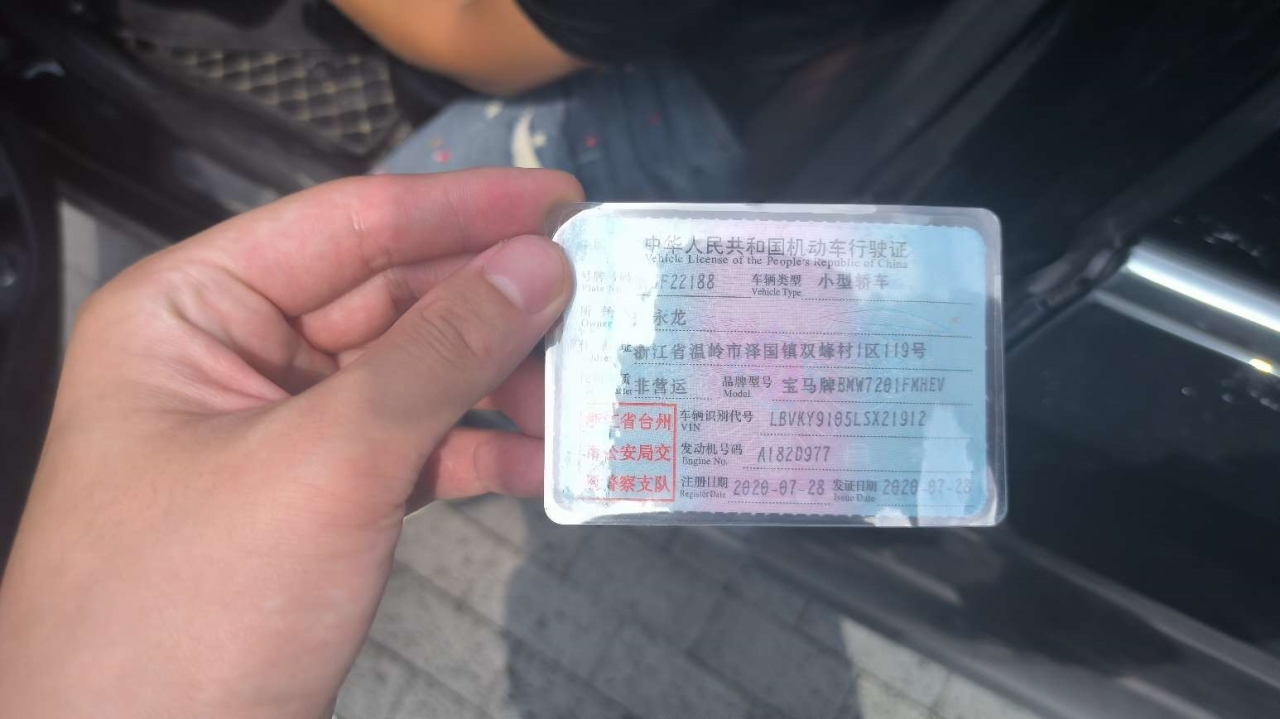 中华人民共和国机动车行驶证
Vehicle License of the People's Republic of China
F22188 车辆类型 小型轿车
Plate No. Vehicle Type
永龙
Owner
浙江省温岭市泽国镇双峰村1区119号
非营运 品牌型号 宝马牌BMW7201FMHEV
Model
浙江省台州 车辆识别代号 LBVKY9105LSX21912
VIN
市公安局交 发动机号码 A182D977
Engine No.
警察支队 注册日期 2020-07-28 发证日期 2020-07-28
Register Date Issue Date